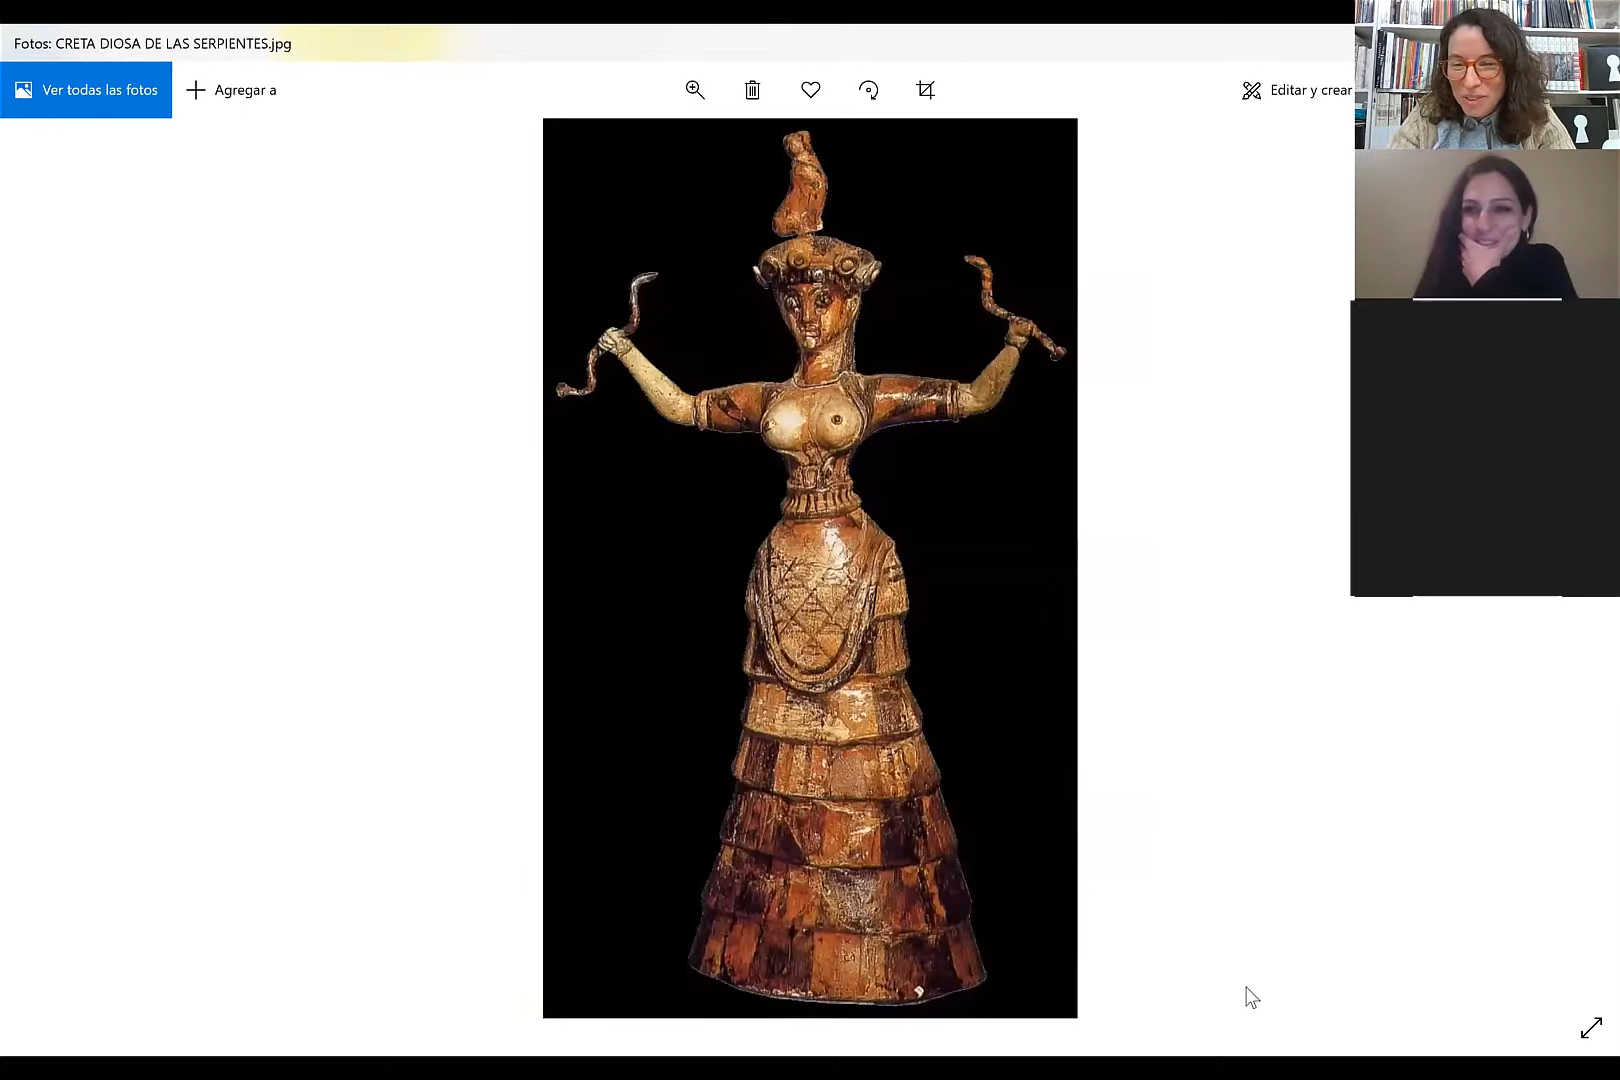 Fotos: CRETA DIOSA DE LAS SERPIENTES.jpg
Ver todas las fotos
Agregar a
Editar y crear